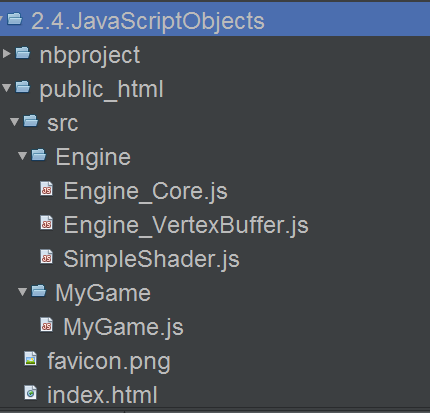 2.4.JavaScriptObjects
nbproject
public_html
src
Engine
Engine_Core.js
Engine_VertexBuffer.js
SimpleShader.js
MyGame
MyGame.js
favicon.png
index.html